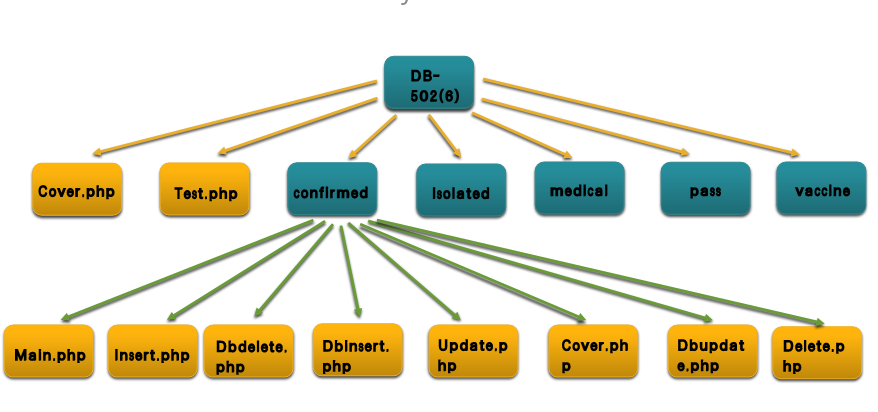 DB-
502(6)
Cover.php
Test.php
confirmed
Isolated
medical
pass
vaccine
Main.php
Insert.php
Dbdelete.
php
DbInsert.
php
Update.p
hp
Cover.ph
p
Dbupdat
e.php
Delete.p
hp